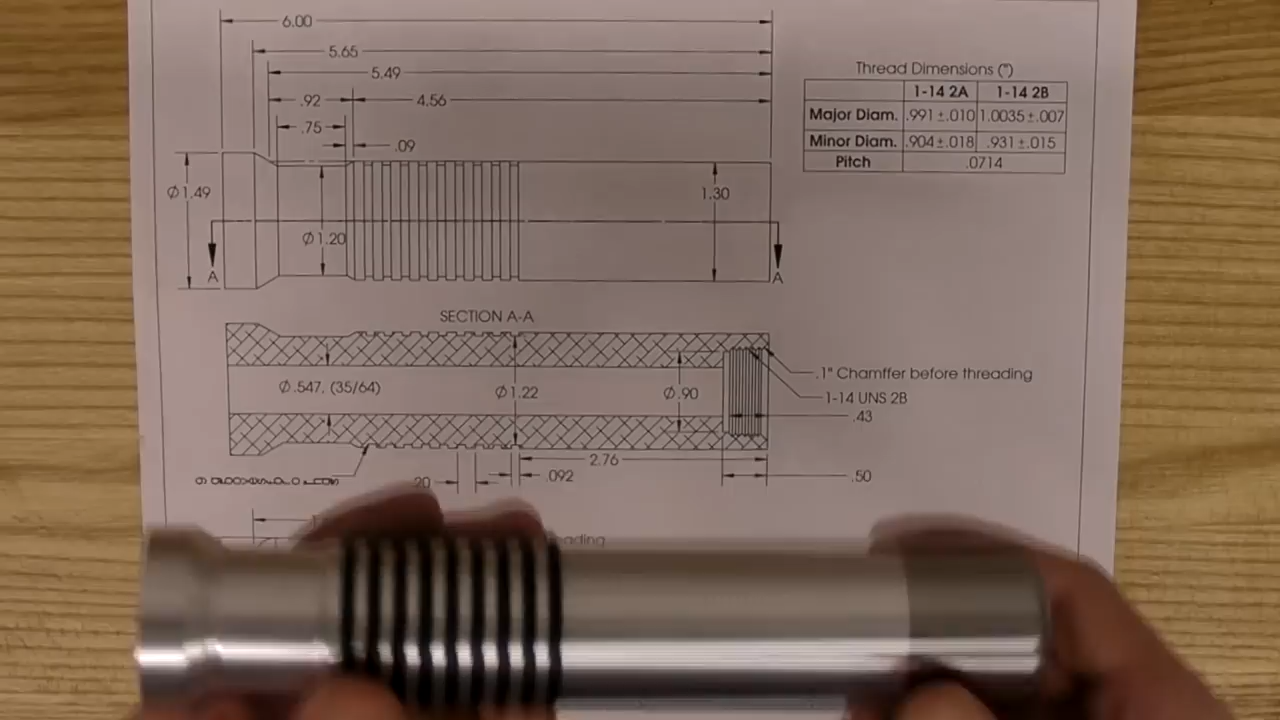 6.00
5.65
5.49
.92 4.56
.75
.09
Thread Dimensions (")
1-14 2A 1-14 2B
Major Diam. .991 ±.010 1.0035 ±.007
Minor Diam. .904 ±.018 .931 ±.015
Pitch .0714
Ø1.49
1.30
Ø1.20
A A
SECTION A-A
.1" Chamffer before threading
Ø.547, (35/64)
Ø1.22
Ø.90
1-14 UNS 2B
.43
2.76
.092
.50
.20